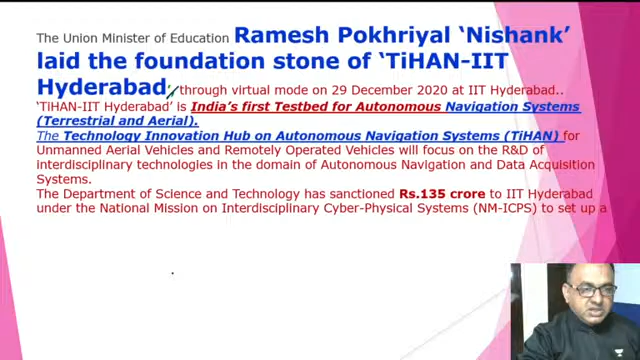 The Union Minister of Education Ramesh Pokhriyal ‘Nishank’
laid the foundation stone of ‘TiHAN-IIT
Hyderabad, through virtual mode on 29 December 2020 at IIT Hyderabad..
‘TiHAN-IIT Hyderabad’ is India’s first Testbed for Autonomous Navigation Systems
(Terrestrial and Aerial).
The Technology Innovation Hub on Autonomous Navigation Systems (TiHAN) for
Unmanned Aerial Vehicles and Remotely Operated Vehicles will focus on the R&D of
interdisciplinary technologies in the domain of Autonomous Navigation and Data Acquisition
Systems.
The Department of Science and Technology has sanctioned Rs.135 crore to IIT Hyderabad
under the National Mission on Interdisciplinary Cyber-Physical Systems (NM-ICPS) to set up a